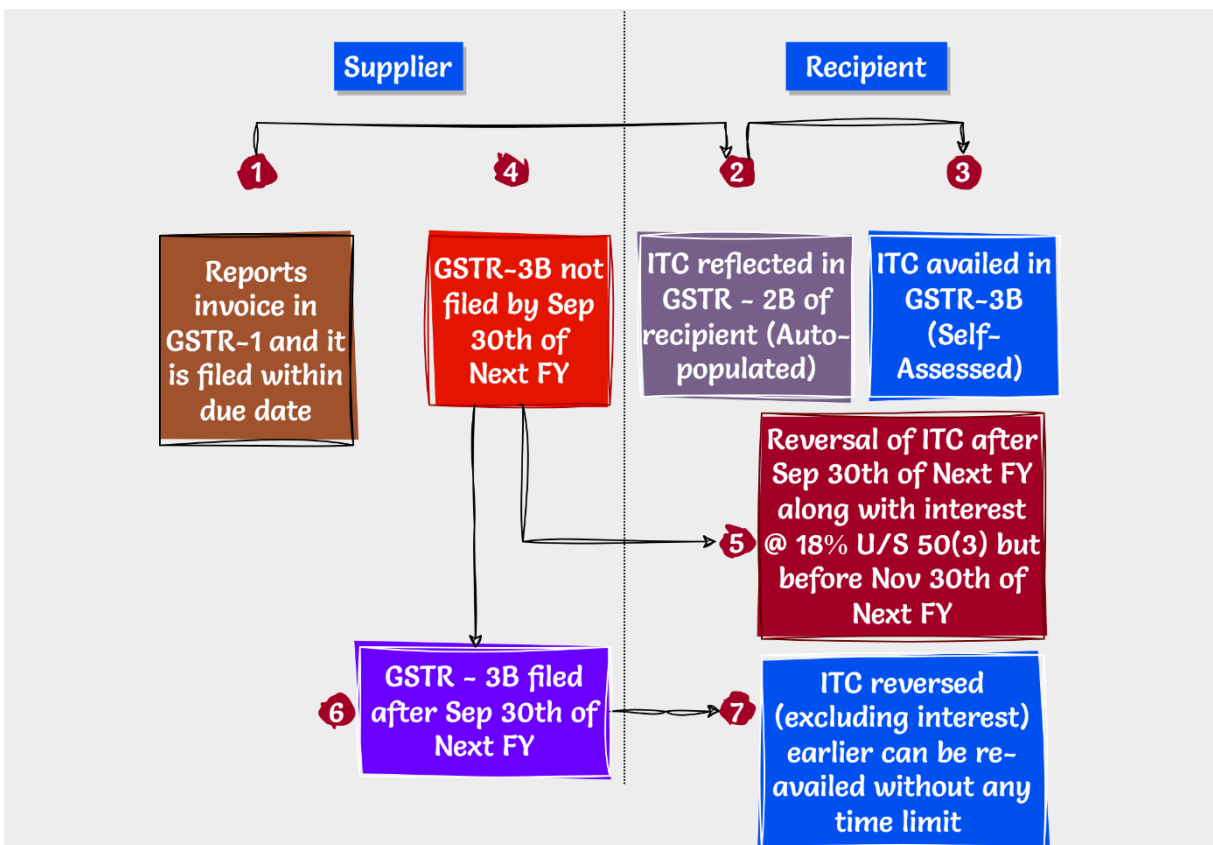 Supplier
Recipient
1
4
2
3
Reports
invoice in
GSTR-1 and it
is filed within
due date
GSTR-3B not
filed by Sep
30th of
Next FY
ITC reflected in
GSTR - 2B of
recipient (Auto-
populated)
ITC availed in
GSTR-3B
(Self-
Assessed)
5
Reversal of ITC after
Sep 30th of Next FY
along with interest
@ 18% U/S 50(3) but
before Nov 30th of
Next FY
6
GSTR - 3B filed
after Sep 30th of
Next FY
7
ITC reversed
(excluding interest)
earlier can be re-
availed without any
time limit